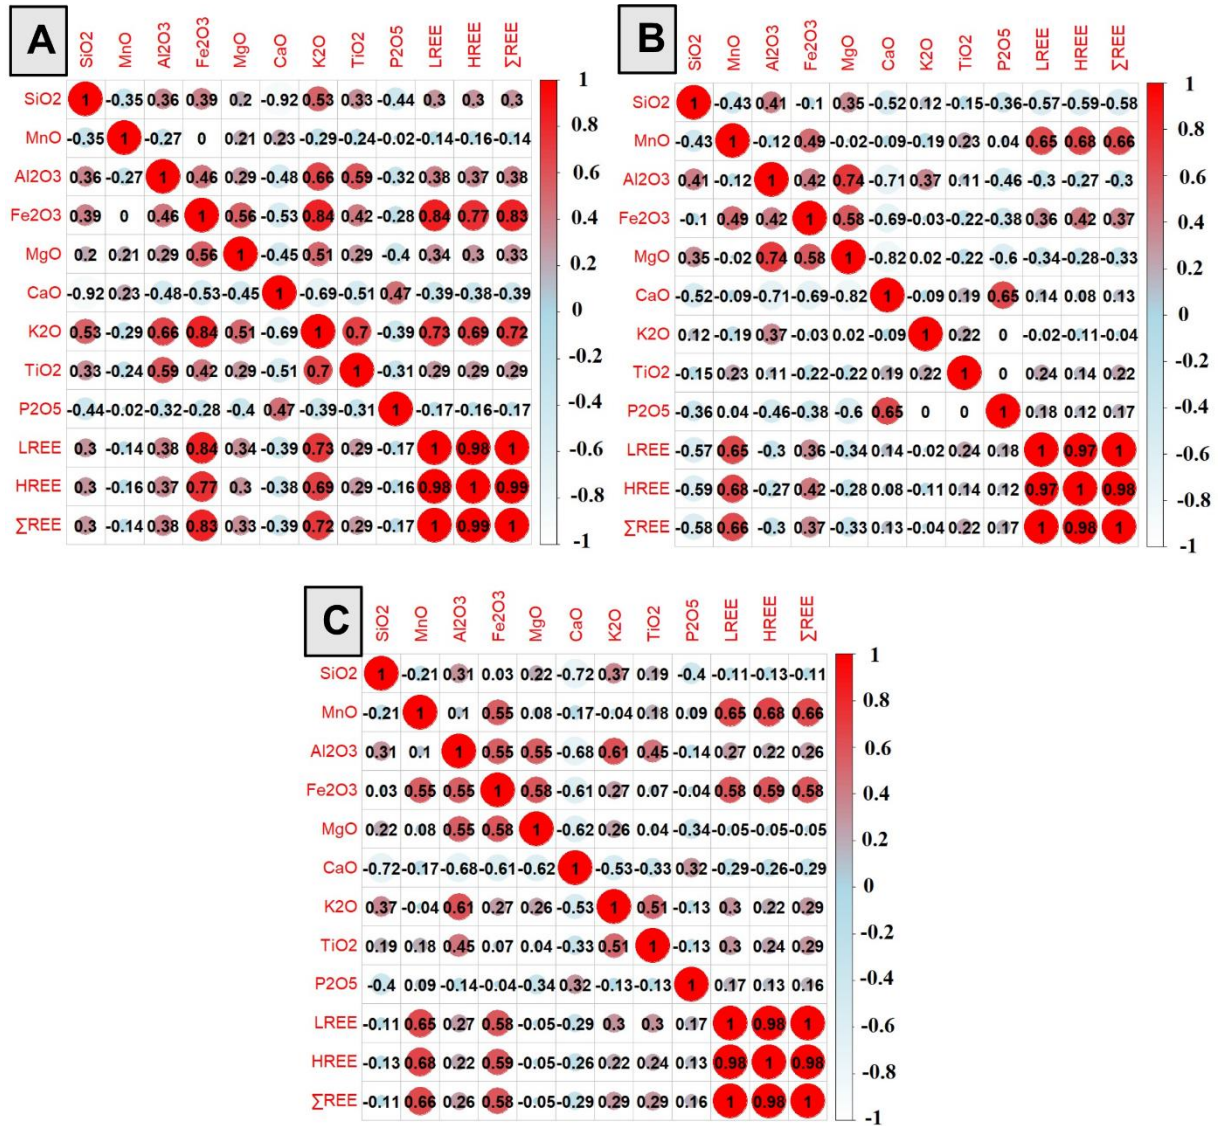 A
SiO2 MnO Al2O3 Fe2O3 MgO CaO K2O TiO2 P2O5 LREE HREE ∑REE
SiO2 1 -0.35 0.36 0.39 0.2 -0.92 0.53 0.33 -0.44 0.3 0.3 0.3
MnO -0.35 1 -0.27 0 0.21 0.23 -0.29 -0.24 -0.02 -0.14 -0.16 -0.14
Al2O3 0.36 -0.27 1 0.46 0.29 -0.48 0.66 0.59 -0.32 0.38 0.37 0.38
Fe2O3 0.39 0 0.46 1 0.56 -0.53 0.84 0.42 -0.28 0.84 0.77 0.83
MgO 0.2 0.21 0.29 0.56 1 -0.45 0.51 0.29 -0.4 0.34 0.3 0.33
CaO -0.92 0.23 -0.48 -0.53 -0.45 1 -0.69 -0.51 0.47 -0.39 -0.38 -0.39
K2O 0.53 -0.29 0.66 0.84 0.51 -0.69 1 0.7 -0.39 0.73 0.69 0.72
TiO2 0.33 -0.24 0.59 0.42 0.29 -0.51 0.7 1 -0.31 0.29 0.29 0.29
P2O5 -0.44 -0.02 -0.32 -0.28 -0.4 0.47 -0.39 -0.31 1 -0.17 -0.16 -0.17
LREE 0.3 -0.14 0.38 0.84 0.34 -0.39 0.73 0.29 -0.17 1 0.98 1
HREE 0.3 -0.16 0.37 0.77 0.3 -0.38 0.69 0.29 -0.16 0.98 1 0.99
∑REE 0.3 -0.14 0.38 0.83 0.33 -0.39 0.72 0.29 -0.17 1 0.99 1
1
0.8
0.6
0.4
0.2
0
-0.2
-0.4
-0.6
-0.8
-1
B
SiO2 MnO Al2O3 Fe2O3 MgO CaO K2O TiO2 P2O5 LREE HREE ∑REE
SiO2 1 -0.43 0.41 -0.1 0.35 -0.52 0.12 -0.15 -0.36 -0.57 -0.59 -0.58
MnO -0.43 1 -0.12 0.49 -0.02 -0.09 -0.19 0.23 0.04 0.65 0.68 0.66
Al2O3 0.41 -0.12 1 0.42 0.74 -0.71 0.37 0.11 -0.46 -0.3 -0.27 -0.3
Fe2O3 -0.1 0.49 0.42 1 0.58 -0.69 -0.03 -0.22 -0.38 0.36 0.42 0.37
MgO 0.35 -0.02 0.74 0.58 1 -0.82 0.02 -0.22 -0.6 -0.34 -0.28 -0.33
CaO -0.52 -0.09 -0.71 -0.69 -0.82 1 -0.09 0.19 0.65 0.14 0.08 0.13
K2O 0.12 -0.19 0.37 -0.03 0.02 -0.09 1 0.22 0 -0.02 -0.11 -0.04
TiO2 -0.15 0.23 0.11 -0.22 -0.22 0.19 0.22 1 0 0.24 0.14 0.22
P2O5 -0.36 0.04 -0.46 -0.38 -0.6 0.65 0 0 1 0.18 0.12 0.17
LREE -0.57 0.65 -0.3 0.36 -0.34 0.14 -0.02 0.24 0.18 1 0.97 1
HREE -0.59 0.68 -0.27 0.42 -0.28 0.08 -0.11 0.14 0.12 0.97 1 0.98
∑REE -0.58 0.66 -0.3 0.37 -0.33 0.13 -0.04 0.22 0.17 1 0.98 1
1
0.8
0.6
0.4
0.2
0
-0.2
-0.4
-0.6
-0.8
-1
C
SiO2 MnO Al2O3 Fe2O3 MgO CaO K2O TiO2 P2O5 LREE HREE ∑REE
SiO2 1 -0.21 0.31 0.03 0.22 -0.72 0.37 0.19 -0.4 -0.11 -0.13 -0.11
MnO -0.21 1 0.1 0.55 0.08 -0.17 -0.04 0.18 0.09 0.65 0.68 0.66
Al2O3 0.31 0.1 1 0.55 0.55 -0.68 0.61 0.45 -0.14 0.27 0.22 0.26
Fe2O3 0.03 0.55 0.55 1 0.58 -0.61 0.27 0.07 -0.04 0.58 0.59 0.58
MgO 0.22 0.08 0.55 0.58 1 -0.62 0.26 0.04 -0.34 -0.05 -0.05 -0.05
CaO -0.72 -0.17 -0.68 -0.61 -0.62 1 -0.53 -0.33 0.32 -0.29 -0.26 -0.29
K2O 0.37 -0.04 0.61 0.27 0.26 -0.53 1 0.51 -0.13 0.3 0.22 0.29
TiO2 0.19 0.18 0.45 0.07 0.04 -0.33 0.51 1 -0.13 0.3 0.24 0.29
P2O5 -0.4 0.09 -0.14 -0.04 -0.34 0.32 -0.13 -0.13 1 0.17 0.13 0.16
LREE -0.11 0.65 0.27 0.58 -0.05 -0.29 0.3 0.3 0.17 1 0.98 1
HREE -0.13 0.68 0.22 0.59 -0.05 -0.26 0.22 0.24 0.13 0.98 1 0.98
∑REE -0.11 0.66 0.26 0.58 -0.05 -0.29 0.29 0.29 0.16 1 0.98 1
1
0.8
0.6
0.4
0.2
0
-0.2
-0.4
-0.6
-0.8
-1